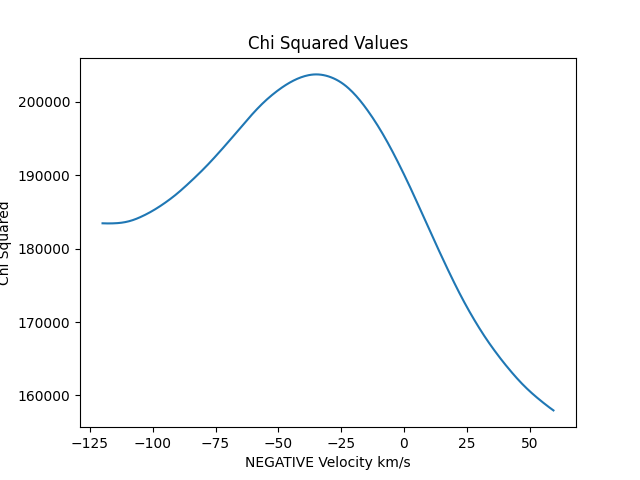 Chi Squared Values
Chi Squared
200000
190000
180000
170000
160000
−125 −100 −75 −50 −25 0 25 50
NEGATIVE Velocity km/s